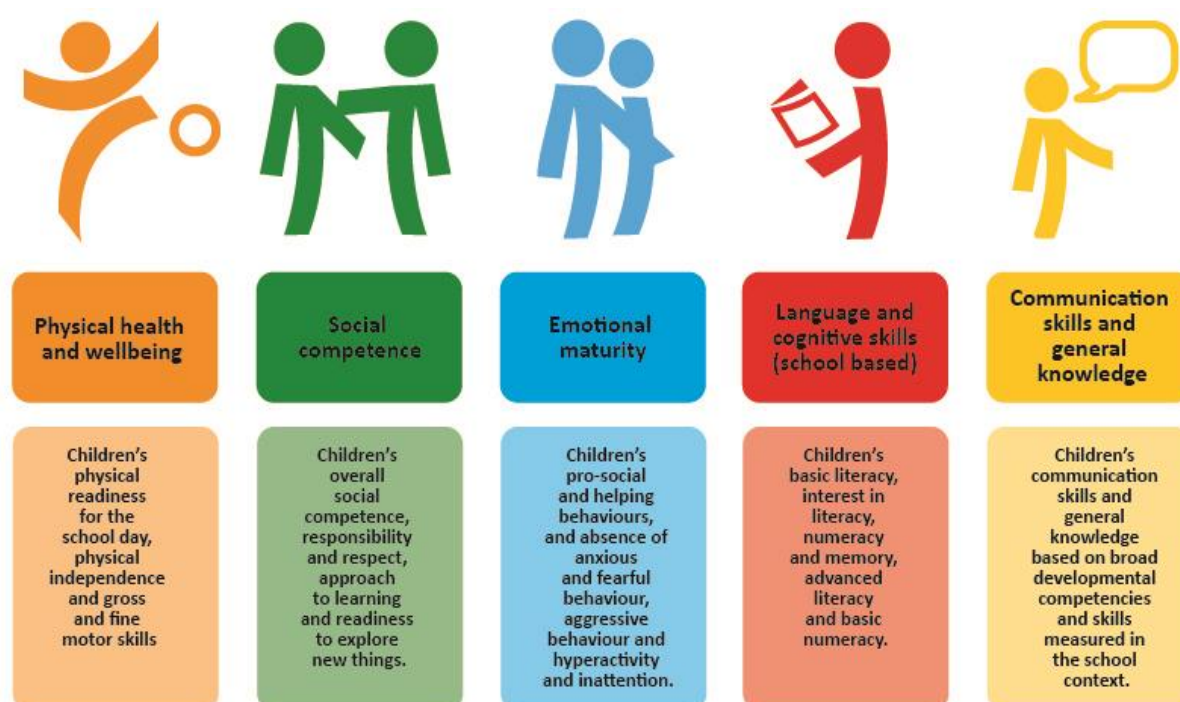 Physical health
and wellbeing
Social
competence
Emotional
maturity
Language and
cognitive skills
(school based)
Communication
skills and
general
knowledge
Children's
physical
readiness
for the
school day,
physical
independence
and gross
and fine
motor skills
Children's
overall
social
competence,
responsibility
and respect,
approach
to learning
and readiness
to explore
new things.
Children's
pro-social
and helping
behaviours,
and absence of
anxious
and fearful
behaviour,
aggressive
behaviour and
hyperactivity
and inattention.
Children's
basic literacy,
interest in
literacy,
numeracy
and memory,
advanced
literacy
and basic
numeracy.
Children's
communication
skills and
general
knowledge
based on broad
developmental
competencies
and skills
measured in
the school
context.